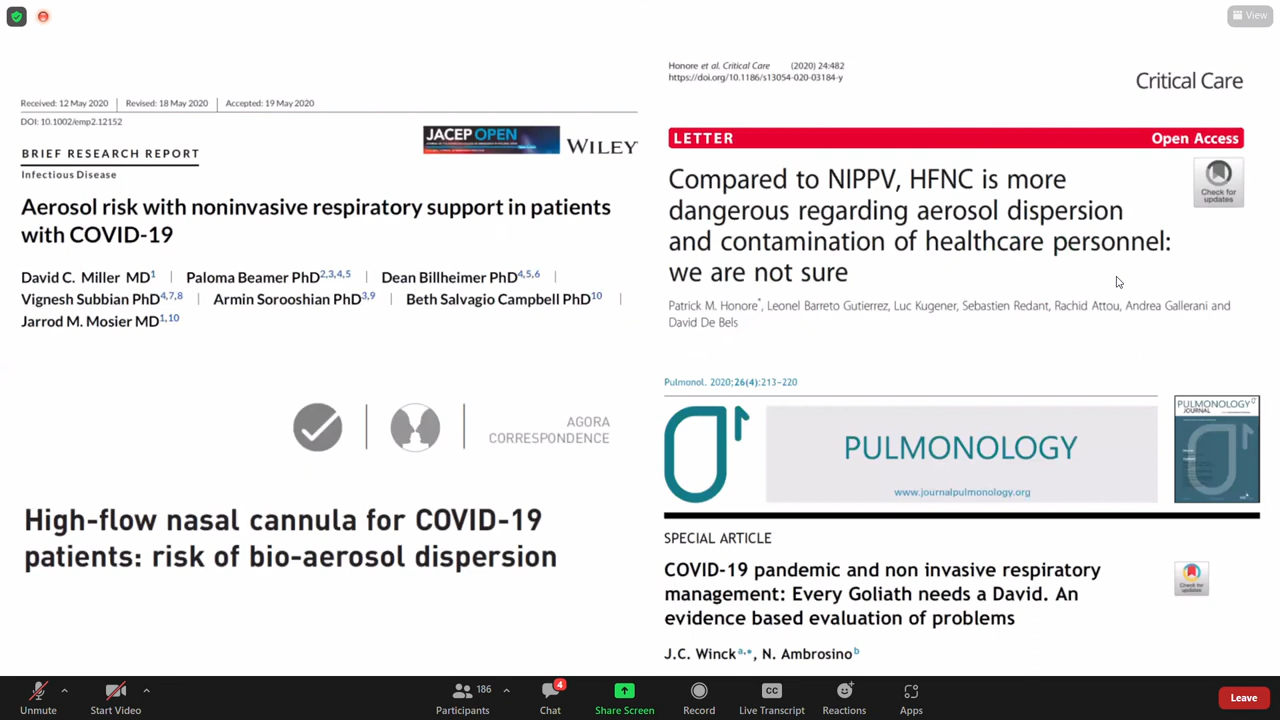 View
Received: 12 May 2020 | Revised: 18 May 2020 | Accepted: 19 May 2020
DOI: 10.1002/emp2.12152
JACEP OPEN
WILEY
BRIEF RESEARCH REPORT
Infectious Disease
Aerosol risk with noninvasive respiratory support in patients
with COVID-19
David C. Miller MD1 | Paloma Beamer PhD2,3,4,5 | Dean Billheimer PhD4,5,6 |
Vignesh Subbian PhD4,7,8 | Armin Sorooshian PhD3,9 | Beth Salvagio Campbell PhD10 |
Jarrod M. Mosier MD1,10
Honore et al. Critical Care (2020) 24:482
https://doi.org/10.1186/s13054-020-03184-y
Critical Care
LETTER
Open Access
Compared to NIPPV, HFNC is more
dangerous regarding aerosol dispersion
and contamination of healthcare personnel:
we are not sure
Check for
updates
Patrick M. Honore*, Leonel Barreto Gutierrez, Luc Kugener, Sebastien Redant, Rachid Attou, Andrea Gallerani and
David De Bels
AGORA
CORRESPONDENCE
High-flow nasal cannula for COVID-19
patients: risk of bio-aerosol dispersion
Pulmonol. 2020;26(4):213–220
PULMONOLOGY
www.journalpulmonology.org
PULMONOLOGY
JOURNAL
SPECIAL ARTICLE
COVID-19 pandemic and non invasive respiratory
management: Every Goliath needs a David. An
evidence based evaluation of problems
Check for
updates
J.C. Wincka,*, N. Ambrosinob
Unmute
Start Video
186
Participants
4
Chat
Share Screen
Record
CC
Live Transcript
Reactions
Apps
Leave